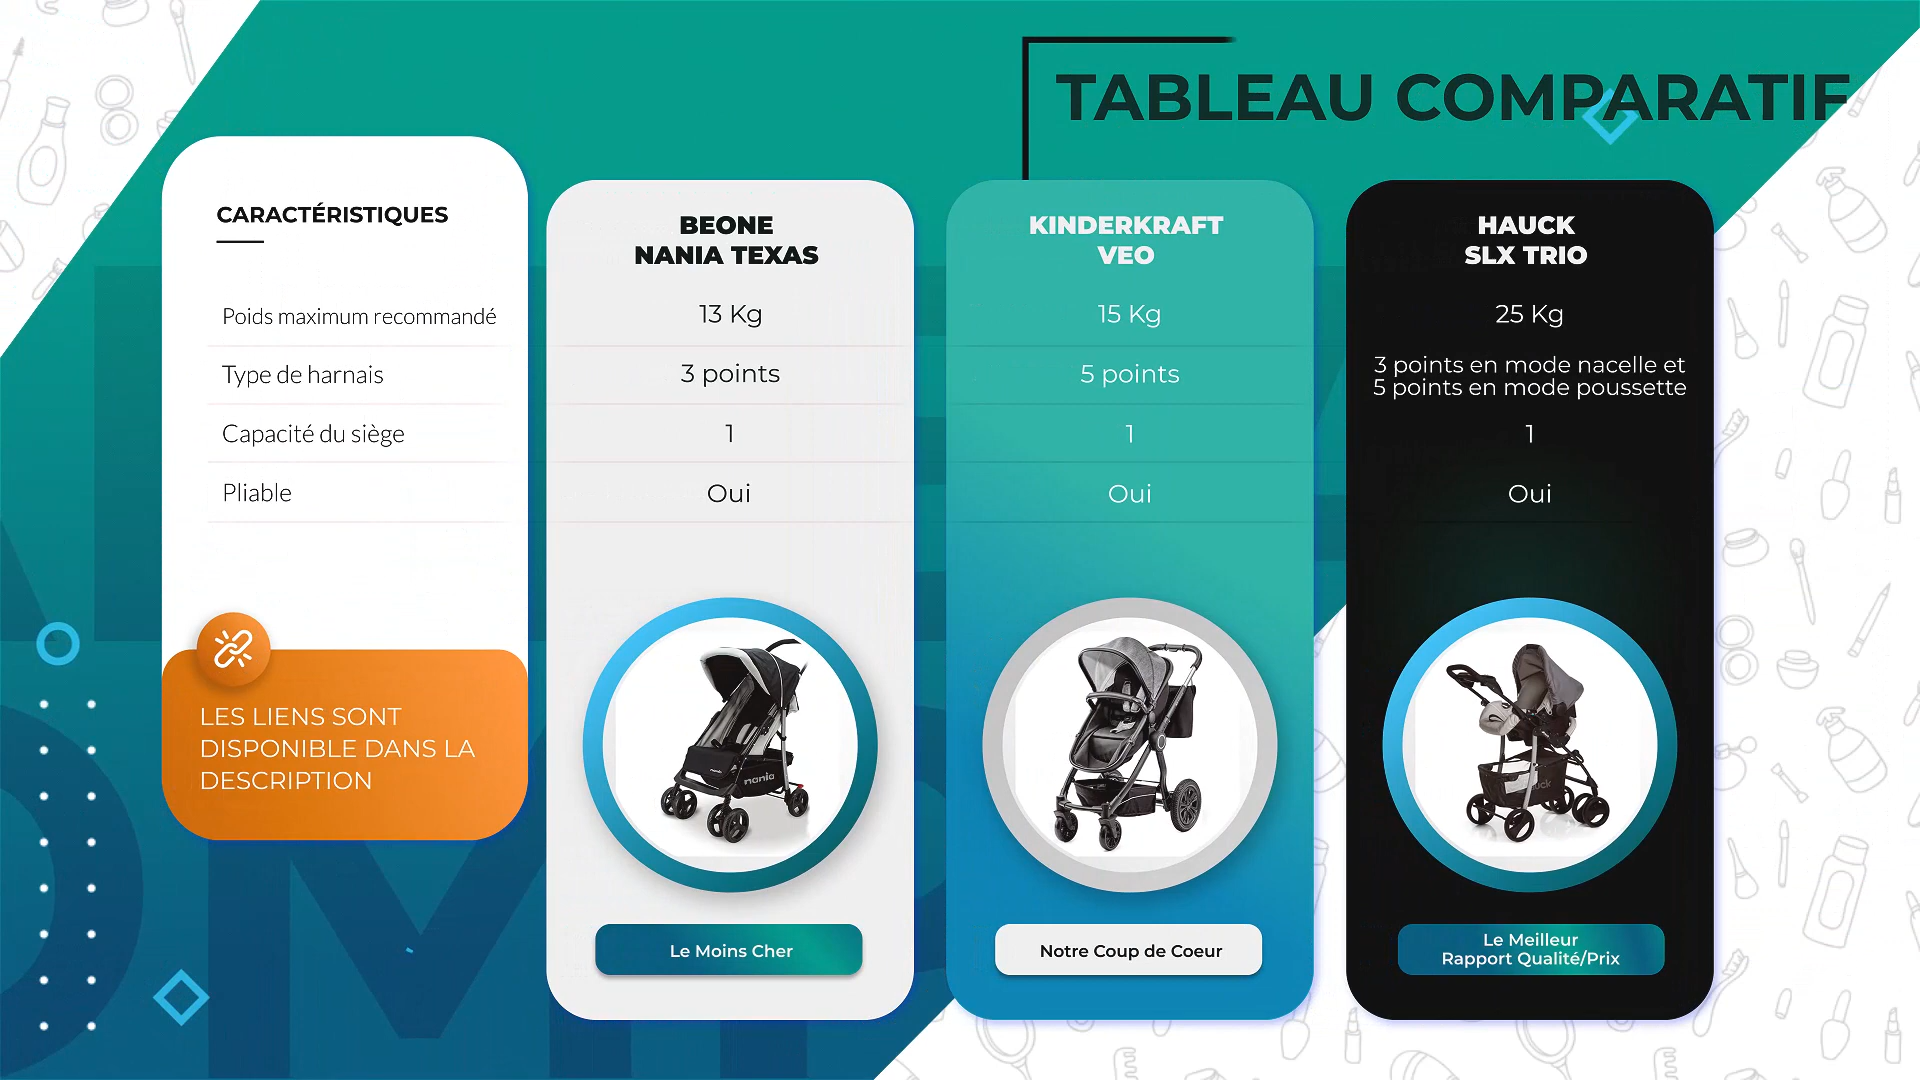 TABLEAU COMPARATIF
CARACTÉRISTIQUES
Poids maximum recommandé
Type de harnais
Capacité du siège
Pliable
LES LIENS SONT
DISPONIBLE DANS LA
DESCRIPTION
BEONE
NANIA TEXAS
13 Kg
3 points
1
Oui
nania
Le Moins Cher
KINDERKRAFT
VEO
15 Kg
5 points
1
Oui
Notre Coup de Coeur
HAUCK
SLX TRIO
25 Kg
3 points en mode nacelle et
5 points en mode poussette
1
Oui
Le Meilleur
Rapport Qualité/Prix